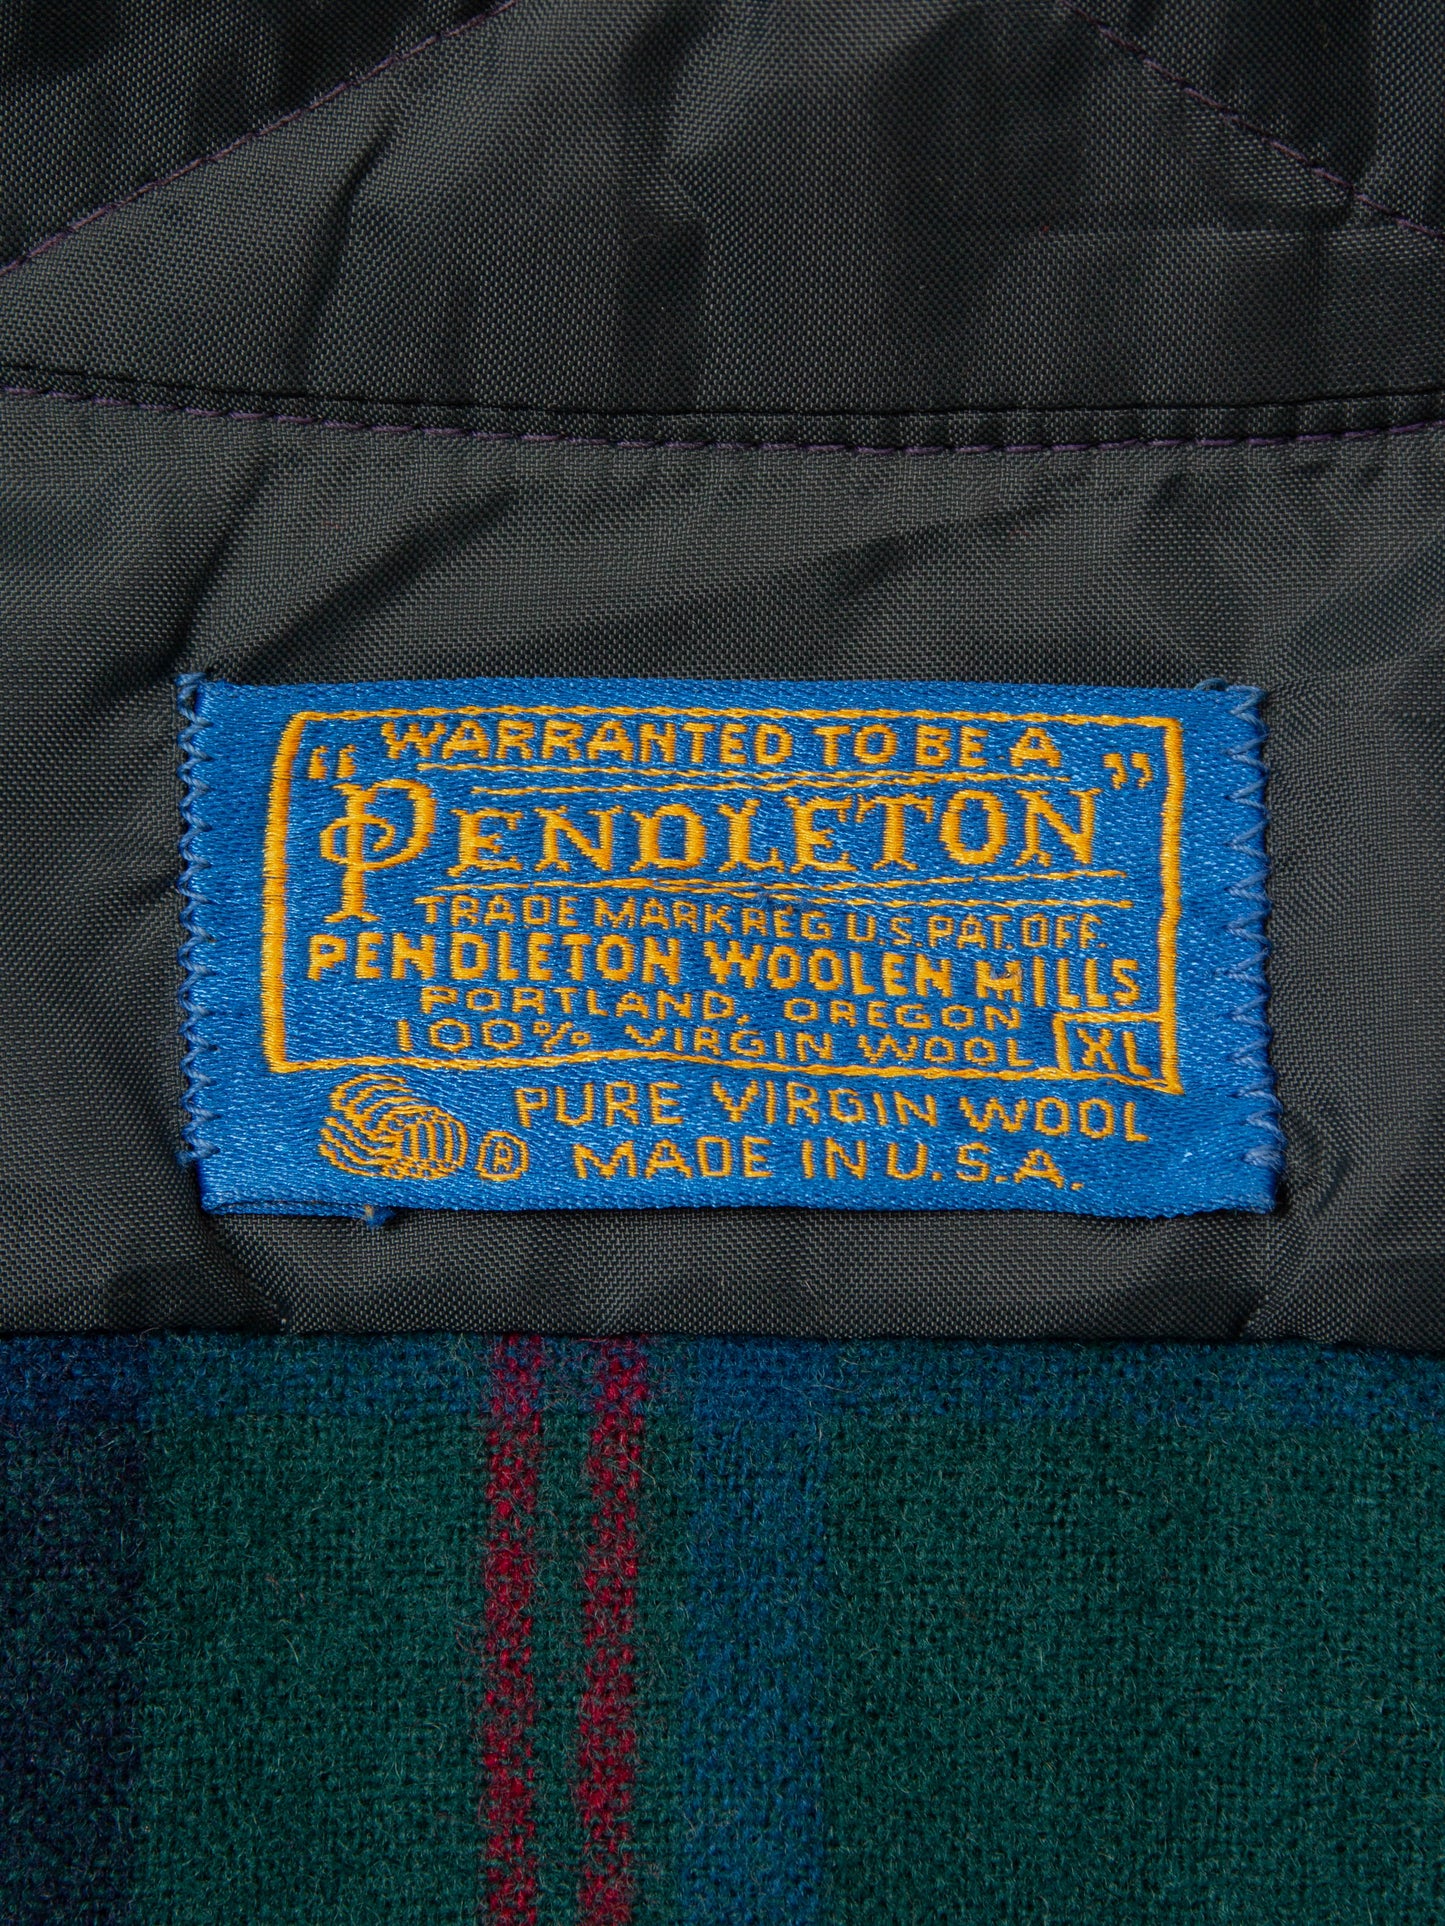 "WARRANTED TO BE A"
PENDLETON
TRADE MARK REG U.S. PAT. OFF.
PENDLETON WOOLEN MILLS
PORTLAND, OREGON
100% VIRGIN WOOL XL
® PURE VIRGIN WOOL
MADE IN U.S.A.